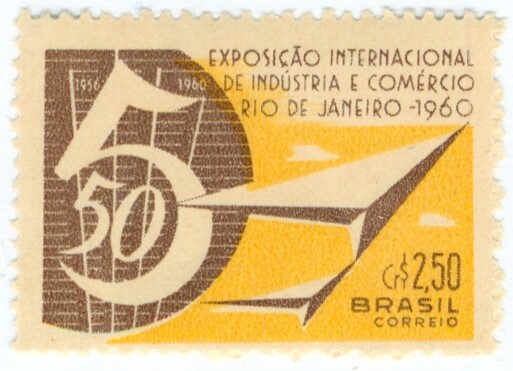 EXPOSIÇÃO INTERNACIONAL
DE INDÚSTRIA E COMÉRCIO
RIO DE JANEIRO - 1960
1956 1960
5
50
Cr$ 2,50
BRASIL
CORREIO